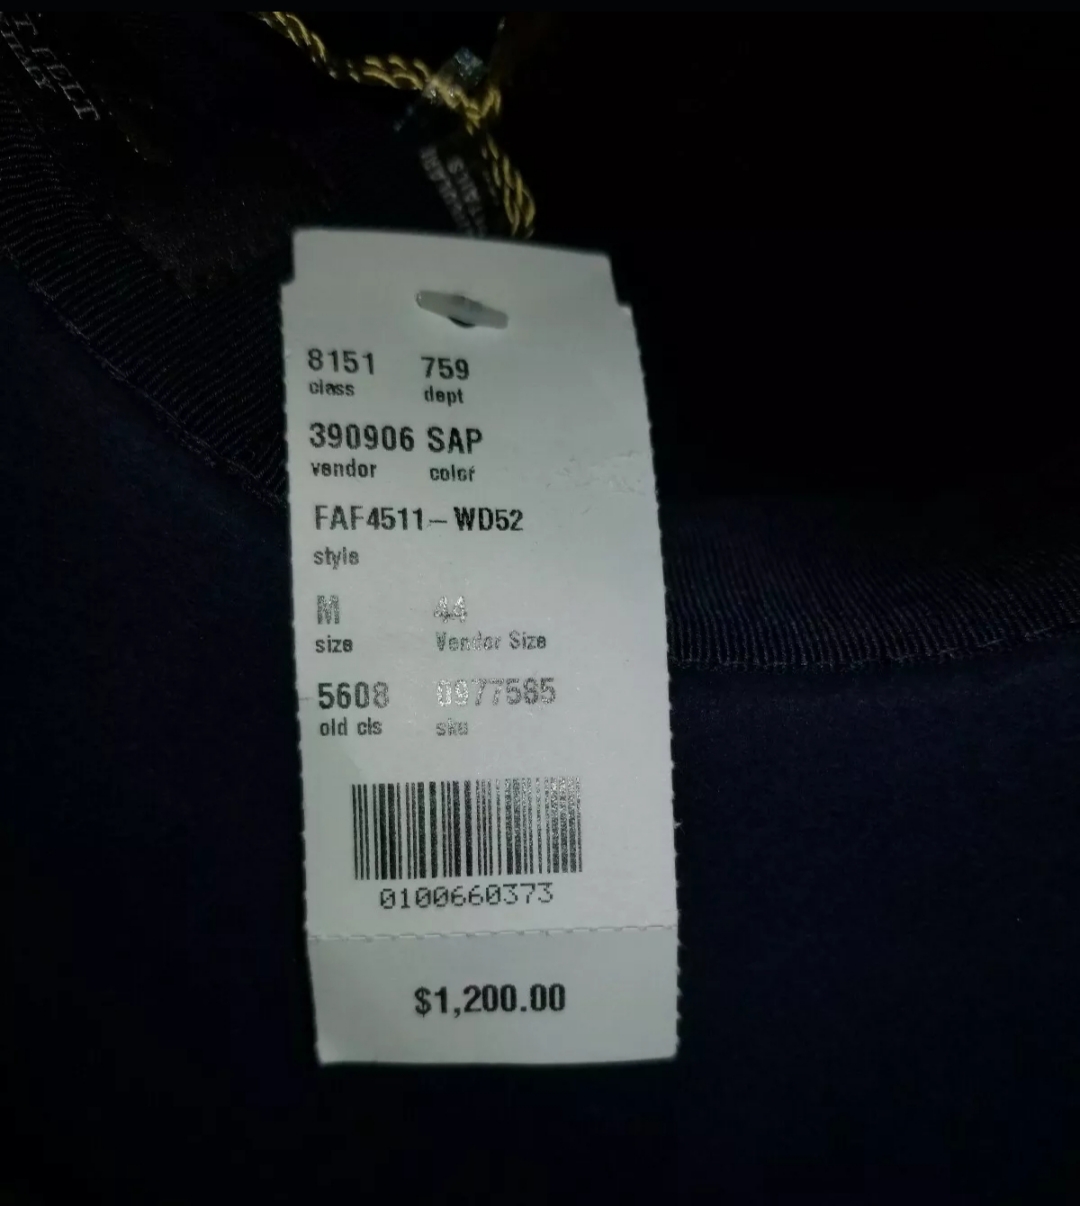 T FELT
8151 759
class dept
390906 SAP
vendor color
FAF4511-WD52
style
M 44
size Vendor Size
5608 0977585
old cls sku
0100660373
$1,200.00